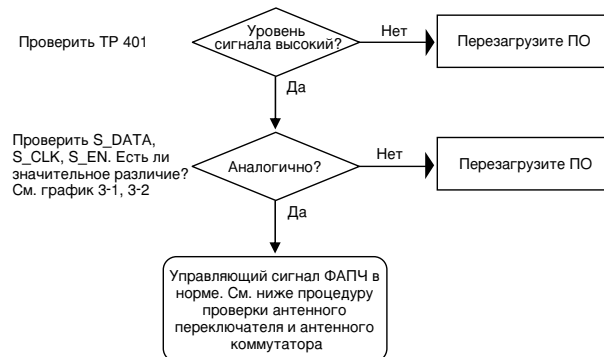 Проверить TP 401
Уровень
сигнала высокий?
Нет
Перезагрузите ПО
Да
Проверить S_DATA,
S_CLK, S_EN. Есть ли
значительное различие?
См. график 3-1, 3-2
Аналогично?
Нет
Перезагрузите ПО
Да
Управляющий сигнал ФАПЧ в
норме. См. ниже процедуру
проверки антенного
переключателя и антенного
коммутатора